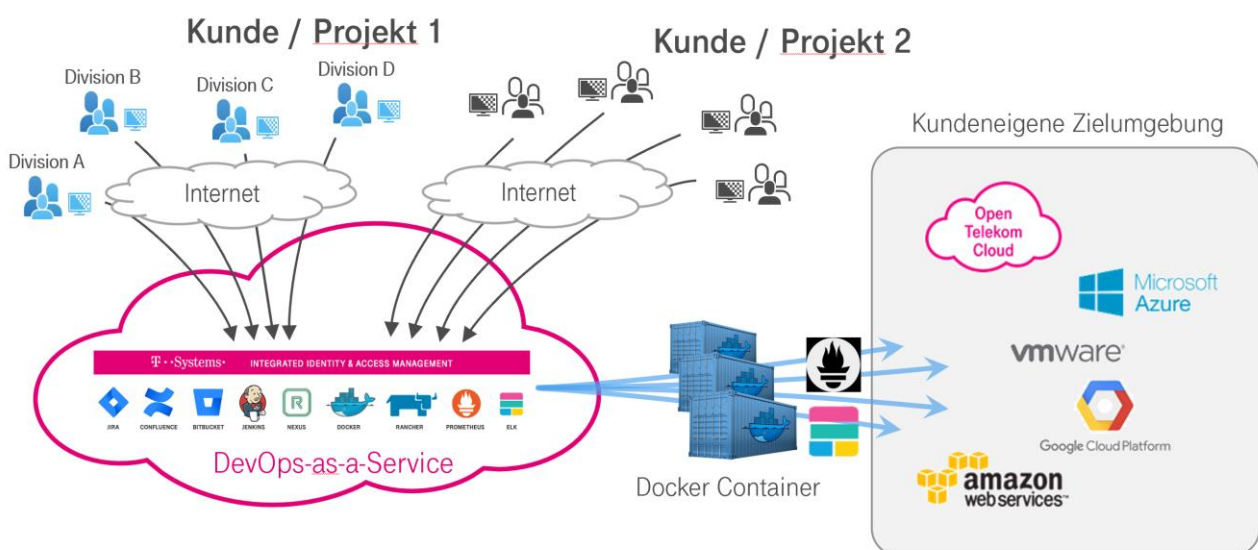 Kunde / Projekt 1
Kunde / Projekt 2
Division B
Division C
Division D
Division A
Internet
Internet
Kundeneigene Zielumgebung
Open
Telekom
Cloud
Microsoft
Azure
vmware®
Google Cloud Platform
amazon
webservices™
T··Systems· INTEGRATED IDENTITY & ACCESS MANAGEMENT
JIRA CONFLUENCE BITBUCKET JENKINS NEXUS DOCKER RANCHER PROMETHEUS ELK
DevOps-as-a-Service
Docker Container